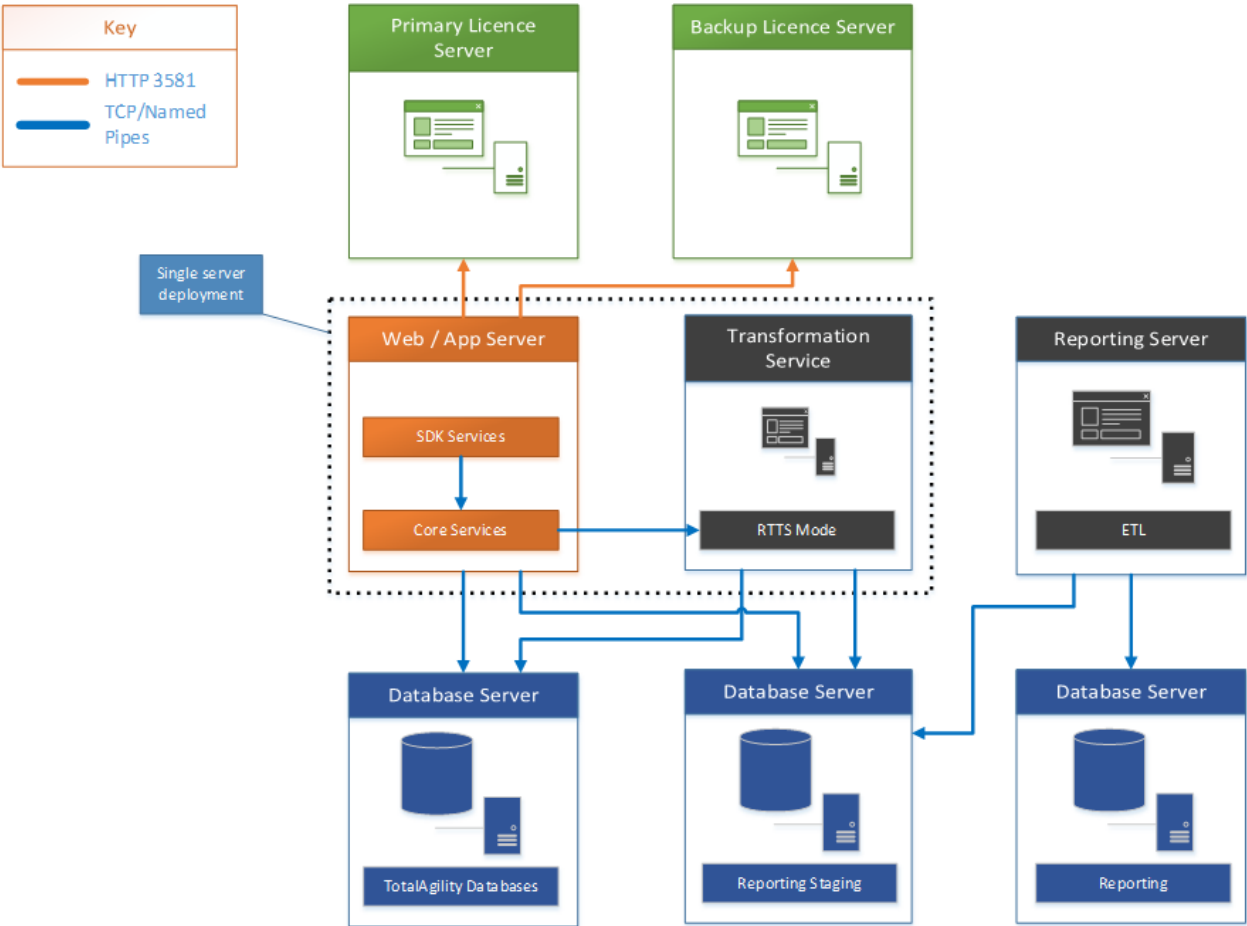 Key
HTTP 3581
TCP/Named
Pipes
Primary Licence
Server
Backup Licence Server
Single server
deployment
Web / App Server
SDK Services
Core Services
Transformation
Service
RTTS Mode
Reporting Server
ETL
Database Server
TotalAgility Databases
Database Server
Reporting Staging
Database Server
Reporting